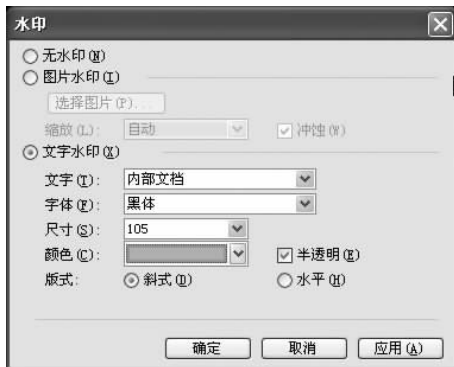 水印
无水印(N)
图片水印(I)
选择图片(P)...
缩放(L): 自动 冲蚀(W)
文字水印(X)
文字(T): 内部文档
字体(F): 黑体
尺寸(S): 105
颜色(C): 半透明(E)
版式: 斜式(D) 水平(H)
确定 取消 应用(A)